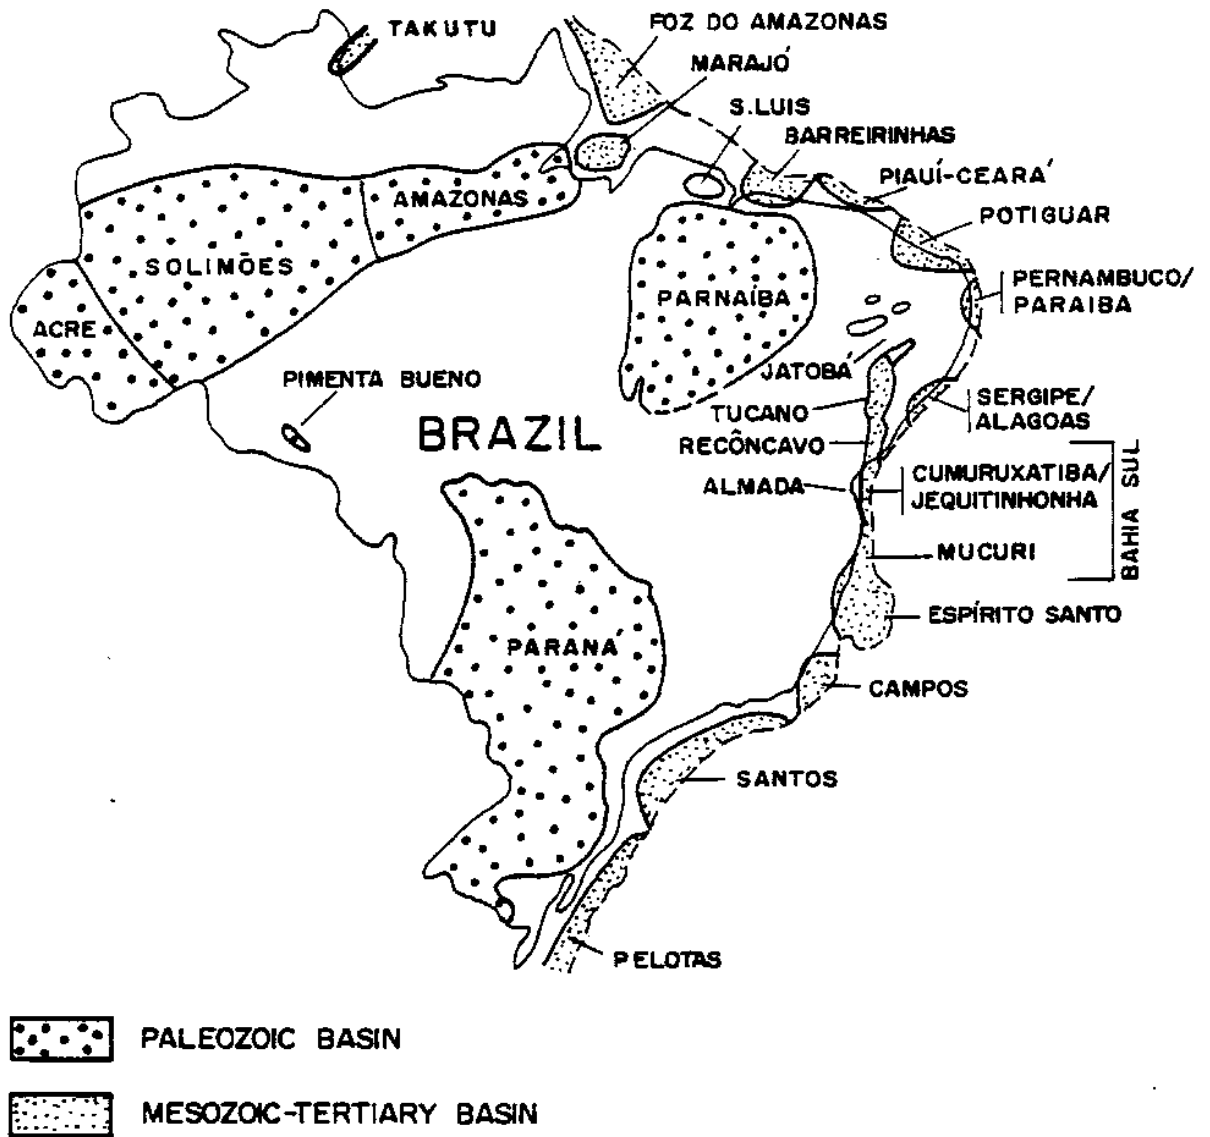 TAKUTU
FOZ DO AMAZONAS
MARAJÓ
S.LUIS
BARREIRINHAS
PIAUÍ-CEARÁ
POTIGUAR
AMAZONAS
SOLIMÕES
ACRE
PARNAÍBA
PERNAMBUCO/
PARAIBA
JATOBÁ
PIMENTA BUENO
TUCANO
SERGIPE/
ALAGOAS
BRAZIL
RECÔNCAVO
ALMADA
CUMURUXATIBA/
JEQUITINHONHA
MUCURI
BAHIA SUL
ESPÍRITO SANTO
PARANÁ
CAMPOS
SANTOS
PELOTAS
PALEOZOIC BASIN
MESOZOIC-TERTIARY BASIN